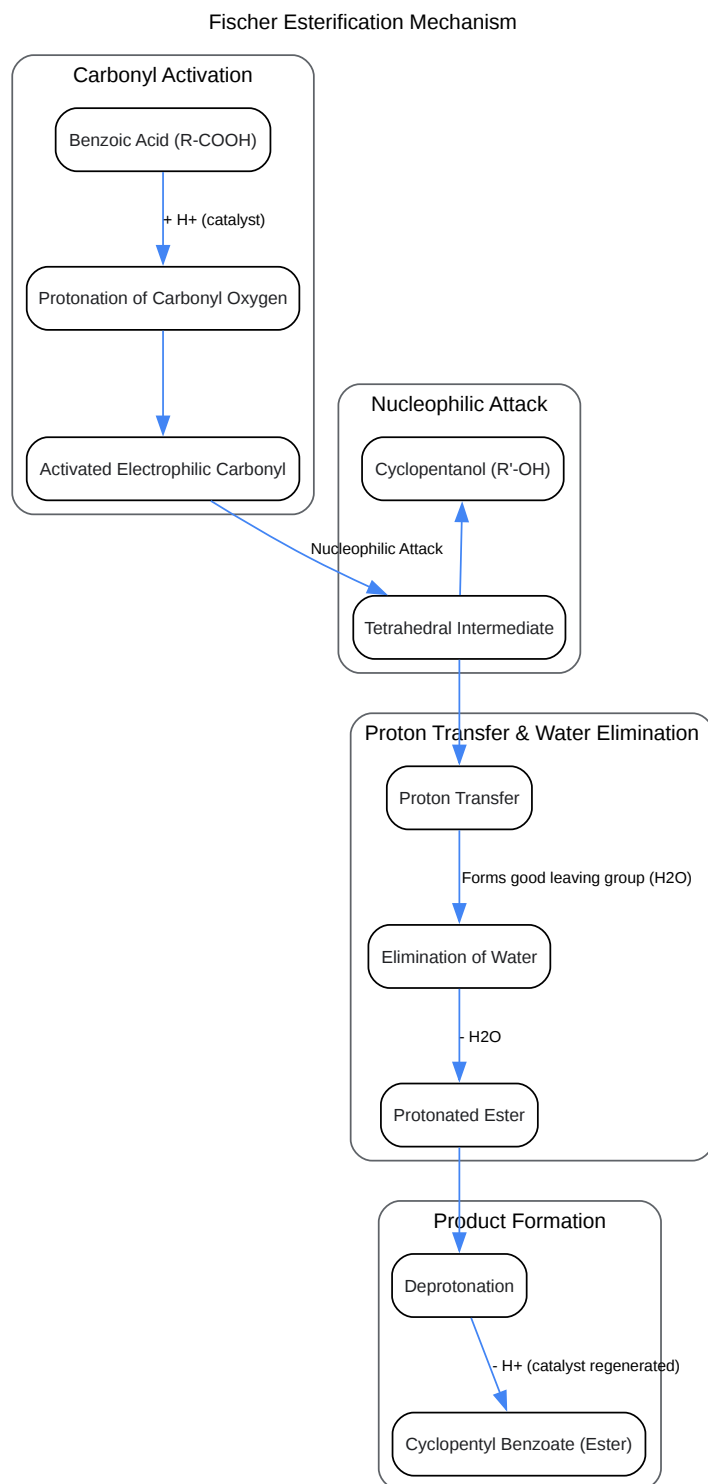 Fischer Esterification Mechanism
Carbonyl Activation
Benzoic Acid (R-COOH)
+ H+ (catalyst)
Protonation of Carbonyl Oxygen
Activated Electrophilic Carbonyl
Nucleophilic Attack
Nucleophilic Attack
Cyclopentanol (R'-OH)
Tetrahedral Intermediate
Proton Transfer & Water Elimination
Proton Transfer
Forms good leaving group (H2O)
Elimination of Water
- H2O
Protonated Ester
Product Formation
Deprotonation
- H+ (catalyst regenerated)
Cyclopentyl Benzoate (Ester)